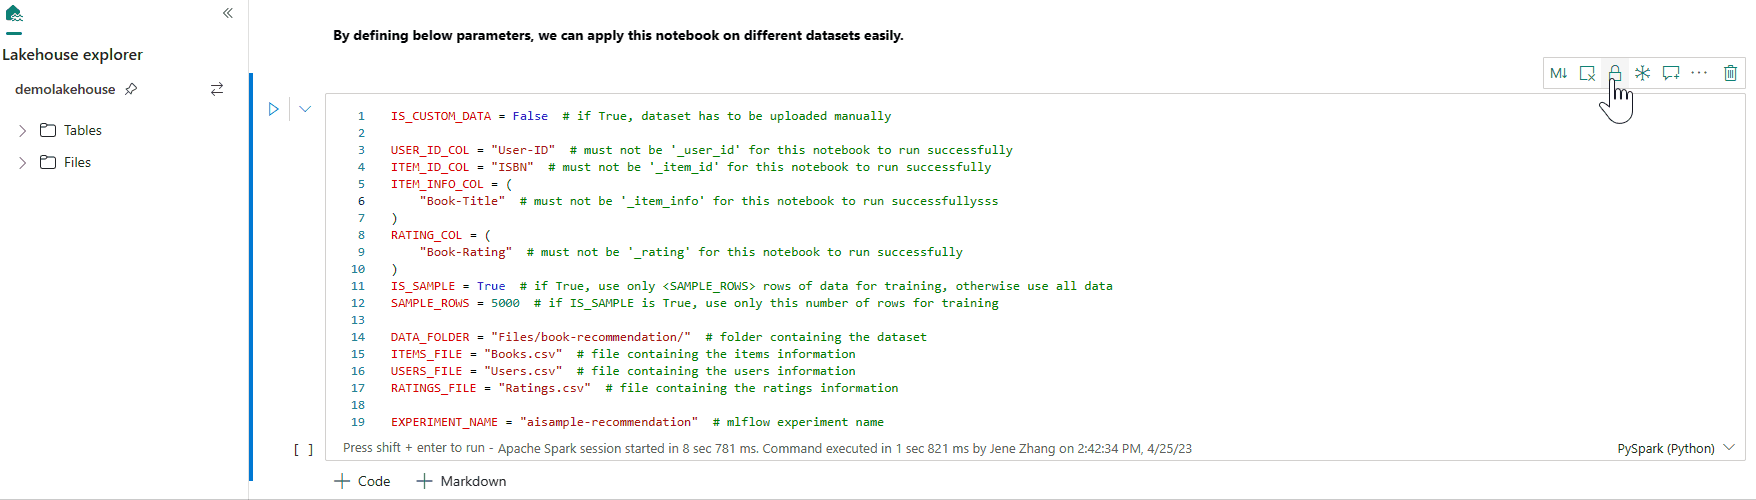 Lakehouse explorer
demolakehouse
Tables
Files
By defining below parameters, we can apply this notebook on different datasets easily.
M↓
1 IS_CUSTOM_DATA = False  # if True, dataset has to be uploaded manually
2
3 USER_ID_COL = "User-ID"  # must not be '_user_id' for this notebook to run successfully
4 ITEM_ID_COL = "ISBN"  # must not be '_item_id' for this notebook to run successfully
5 ITEM_INFO_COL = (
6     "Book-Title"  # must not be '_item_info' for this notebook to run successfullysss
7 )
8 RATING_COL = (
9     "Book-Rating"  # must not be '_rating' for this notebook to run successfully
10 )
11 IS_SAMPLE = True  # if True, use only <SAMPLE_ROWS> rows of data for training, otherwise use all data
12 SAMPLE_ROWS = 5000  # if IS_SAMPLE is True, use only this number of rows for training
13
14 DATA_FOLDER = "Files/book-recommendation/"  # folder containing the dataset
15 ITEMS_FILE = "Books.csv"  # file containing the items information
16 USERS_FILE = "Users.csv"  # file containing the users information
17 RATINGS_FILE = "Ratings.csv"  # file containing the ratings information
18
19 EXPERIMENT_NAME = "aisample-recommendation"  # mlflow experiment name
[ ] Press shift + enter to run - Apache Spark session started in 8 sec 781 ms. Command executed in 1 sec 821 ms by Jene Zhang on 2:42:34 PM, 4/25/23 PySpark (Python)
+ Code + Markdown